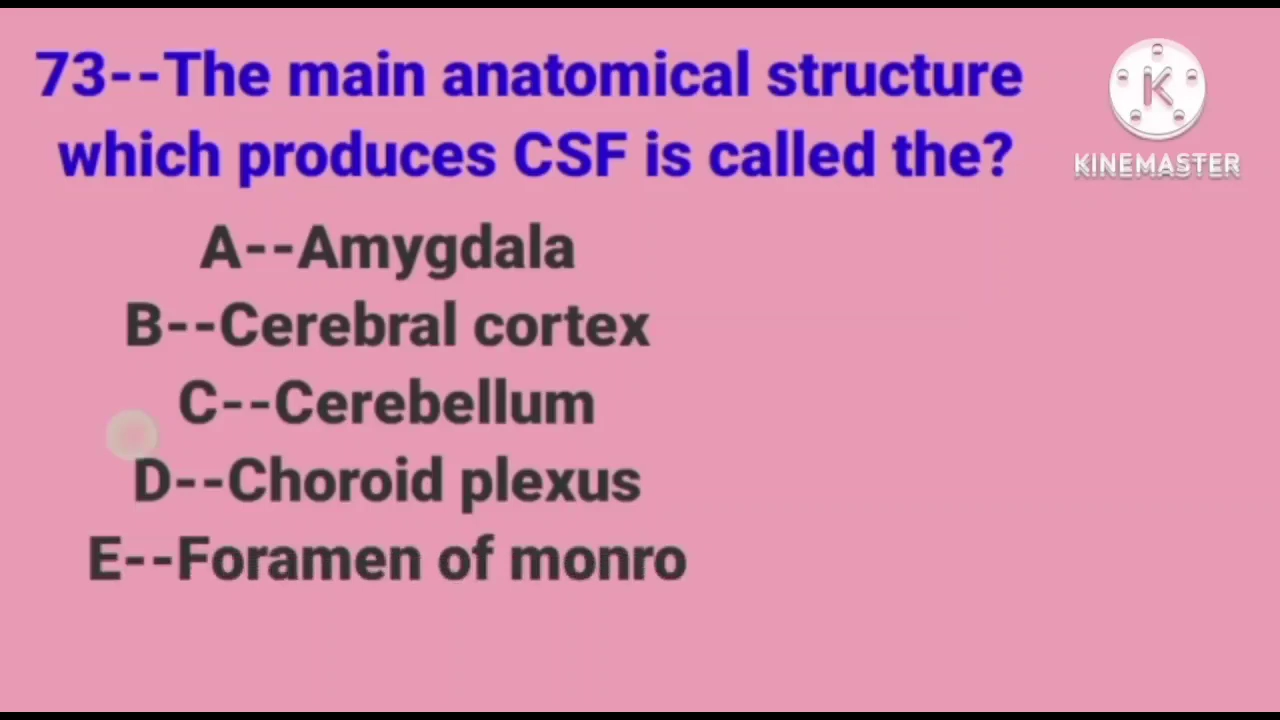 73--The main anatomical structure
which produces CSF is called the?
A--Amygdala
B--Cerebral cortex
C--Cerebellum
D--Choroid plexus
E--Foramen of monro
K
KINEMASTER